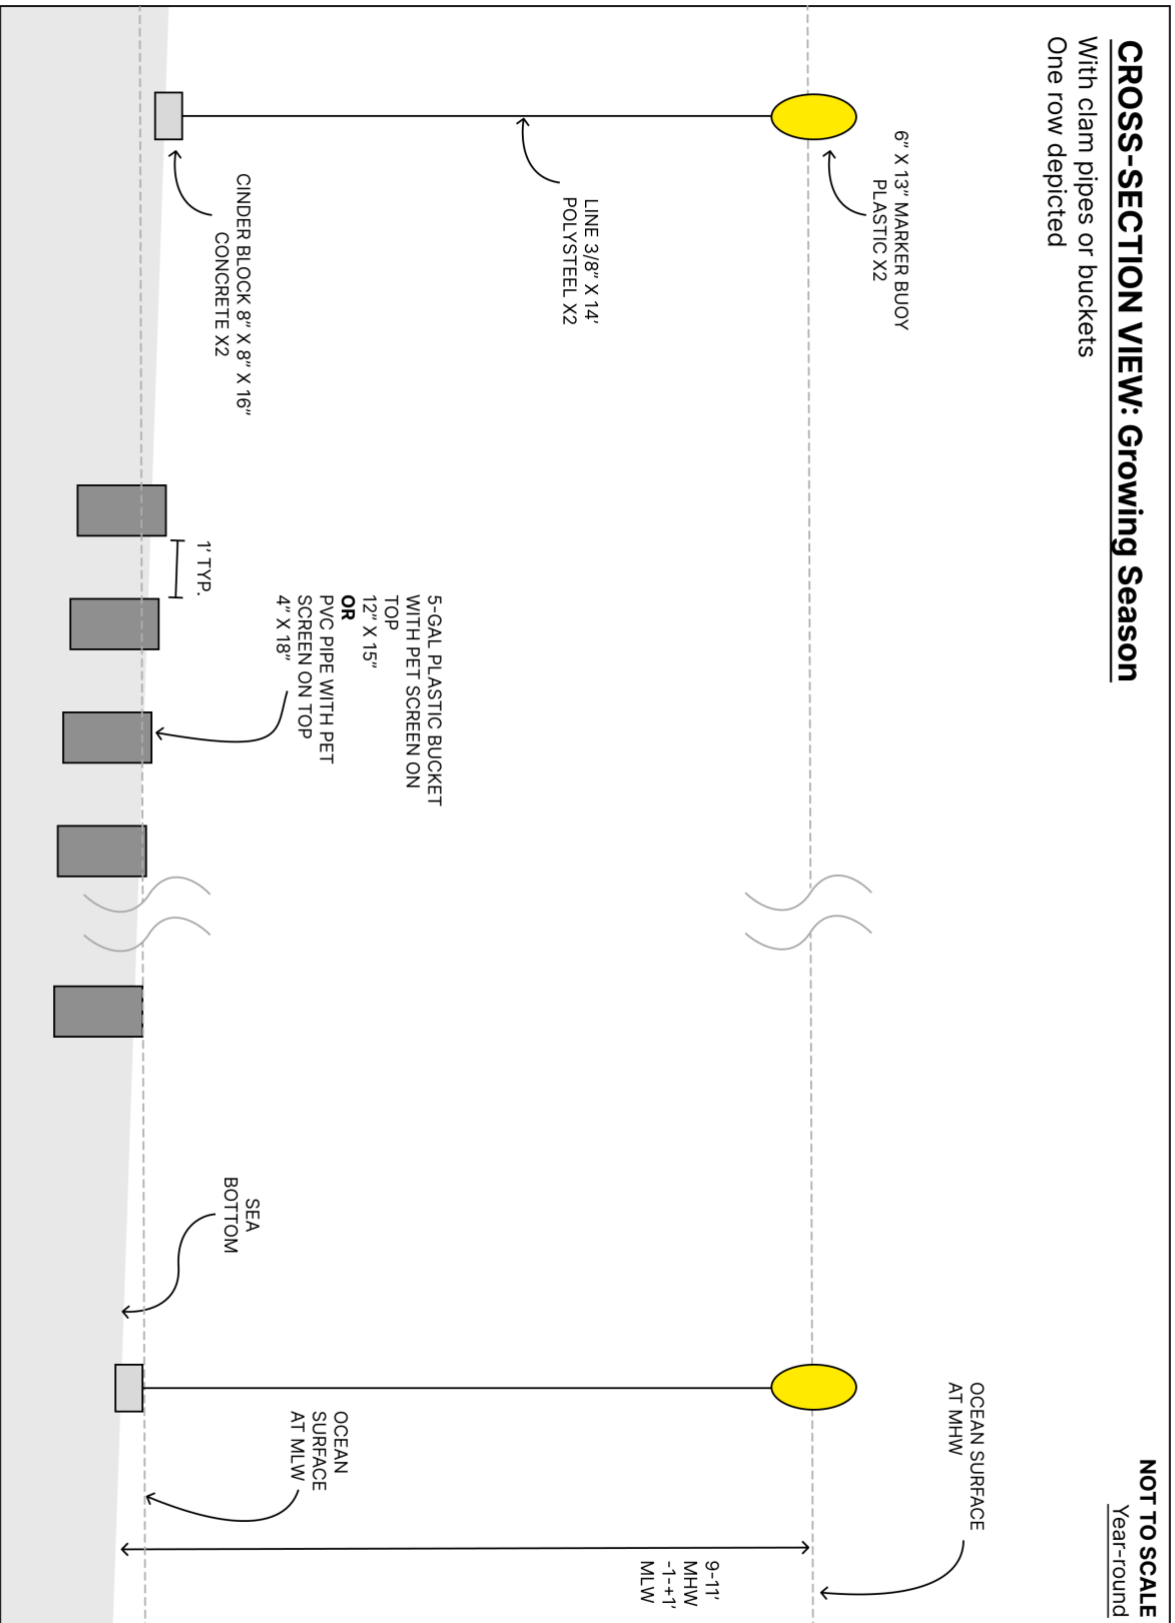 CROSS-SECTION VIEW: Growing Season
With clam pipes or buckets
One row depicted
NOT TO SCALE
Year-round
6” X 13” MARKER BUOY
PLASTIC X2
OCEAN SURFACE
AT MHW
LINE 3/8” X 14’
POLYSTEEL X2
9-11’
MHW
-1-+1’
MLW
5-GAL PLASTIC BUCKET
WITH PET SCREEN ON
TOP
12” X 15”
OR
PVC PIPE WITH PET
SCREEN ON TOP
4” X 18”
CINDER BLOCK 8” X 8” X 16”
CONCRETE X2
1’ TYP.
SEA
BOTTOM
OCEAN
SURFACE
AT MLW